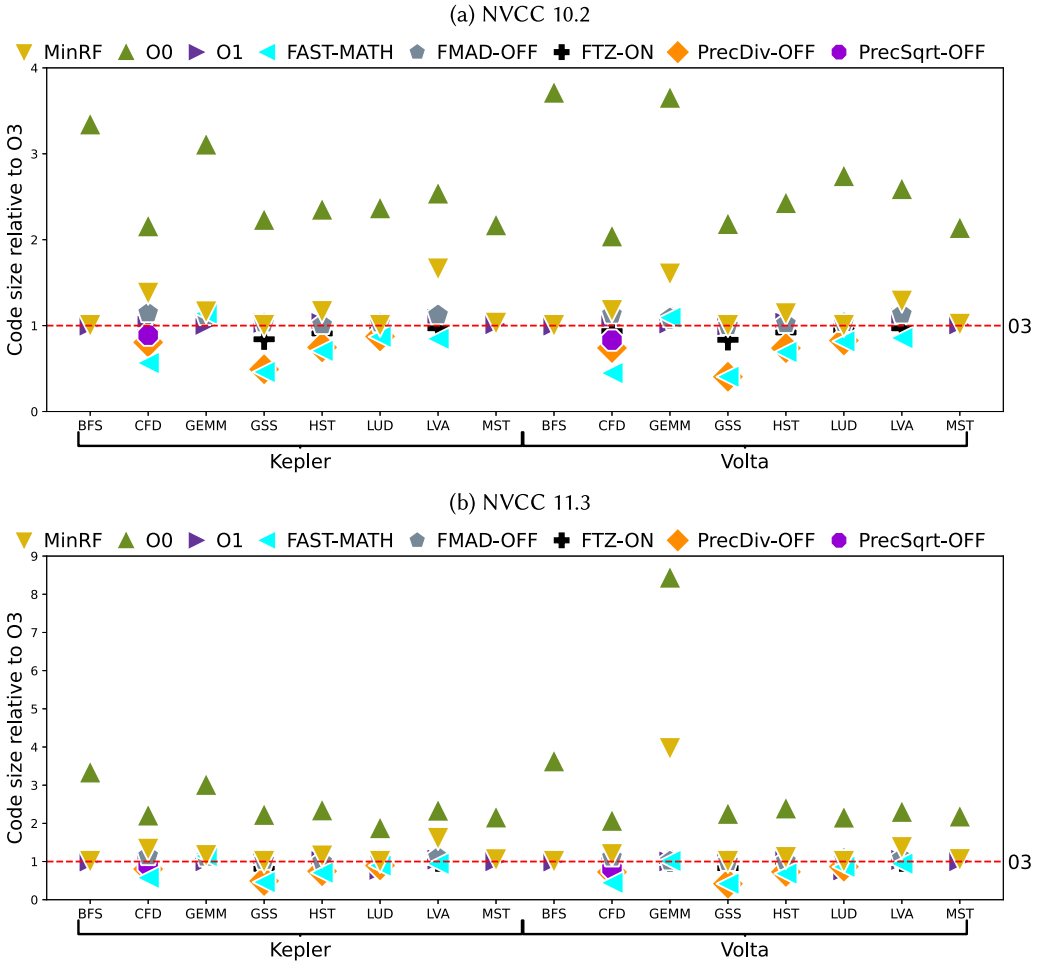 (a) NVCC 10.2
MinRF O0 O1 FAST-MATH FMAD-OFF FTZ-ON PrecDiv-OFF PrecSqrt-OFF
Code size relative to O3
4
3
2
1
0
O3
BFS CFD GEMM GSS HST LUD LVA MST BFS CFD GEMM GSS HST LUD LVA MST
Kepler Volta
(b) NVCC 11.3
MinRF O0 O1 FAST-MATH FMAD-OFF FTZ-ON PrecDiv-OFF PrecSqrt-OFF
Code size relative to O3
9
8
7
6
5
4
3
2
1
0
O3
BFS CFD GEMM GSS HST LUD LVA MST BFS CFD GEMM GSS HST LUD LVA MST
Kepler Volta